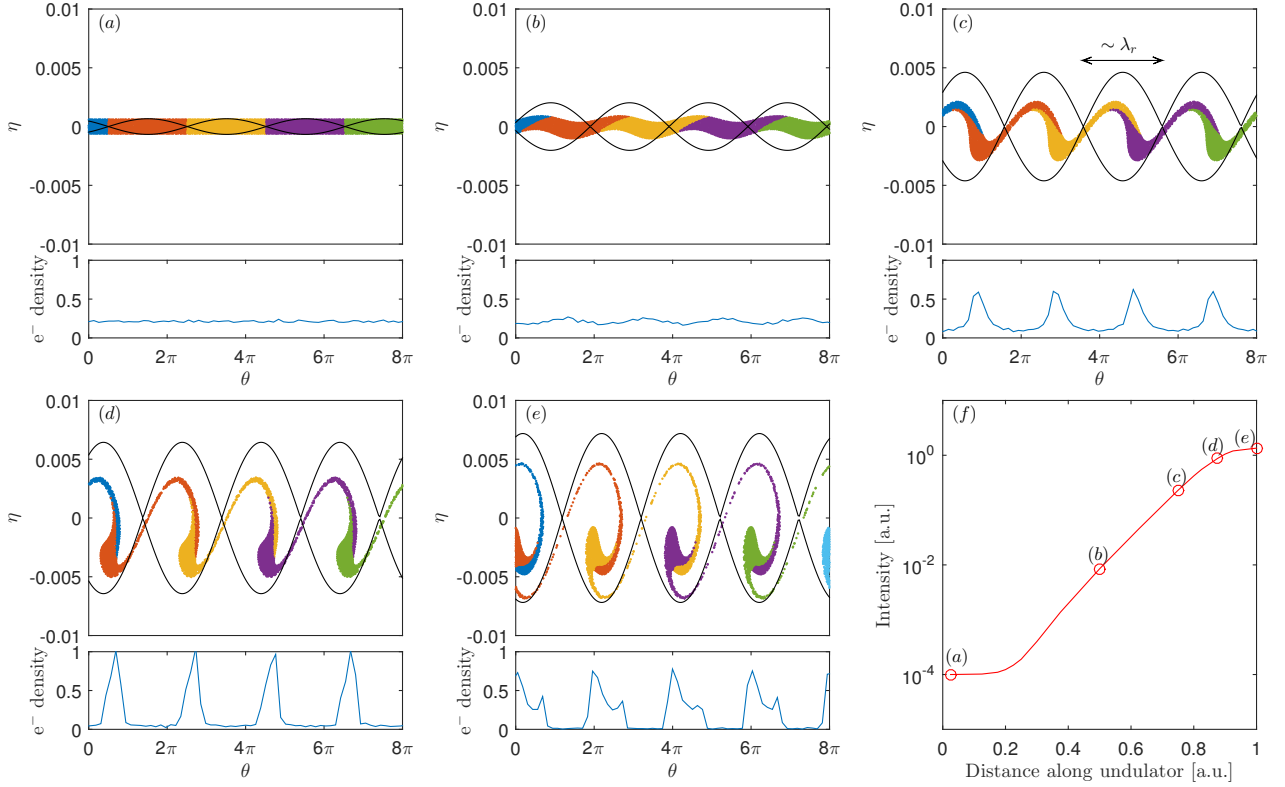 (a)
0.01
0.005
0
-0.005
-0.01
η
1
0.5
0
e⁻ density
0 2π 4π 6π 8π
θ
(b)
0.01
0.005
0
-0.005
-0.01
η
1
0.5
0
e⁻ density
0 2π 4π 6π 8π
θ
(c)
∼ λ_r
0.01
0.005
0
-0.005
-0.01
η
1
0.5
0
e⁻ density
0 2π 4π 6π 8π
θ
(d)
0.01
0.005
0
-0.005
-0.01
η
1
0.5
0
e⁻ density
0 2π 4π 6π 8π
θ
(e)
0.01
0.005
0
-0.005
-0.01
η
1
0.5
0
e⁻ density
0 2π 4π 6π 8π
θ
(f)
(d) (e)
(c)
(b)
(a)
10⁰
10⁻²
10⁻⁴
Intensity [a.u.]
0 0.2 0.4 0.6 0.8 1
Distance along undulator [a.u.]